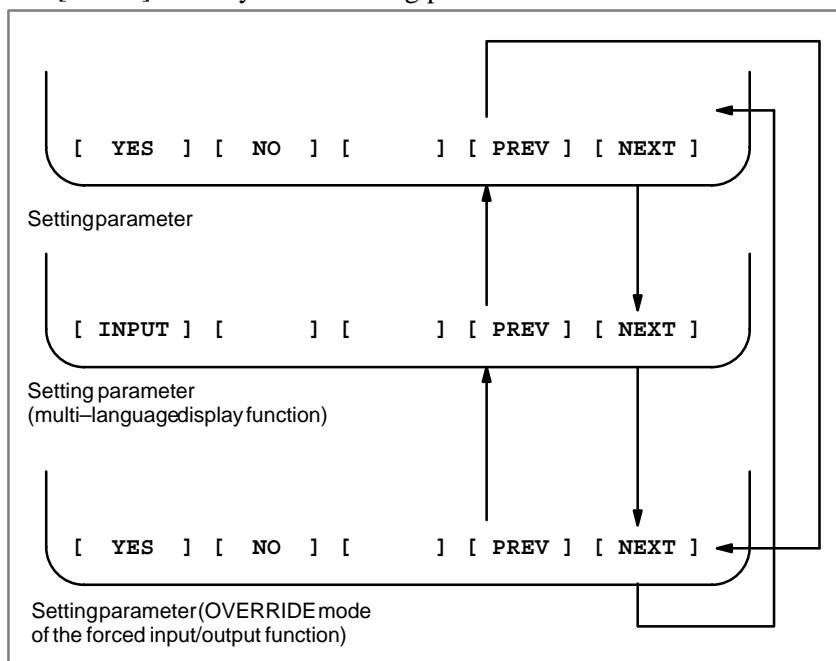 [ YES ] [ NO ] [ ] [ PREV ] [ NEXT ]
Settingparameter
[ INPUT ] [ ] [ ] [ PREV ] [ NEXT ]
Setting parameter
(multi–languagedisplay function)
[ YES ] [ NO ] [ ] [ PREV ] [ NEXT ]
Settingparameter(OVERRIDE mode
of the forced input/output function)